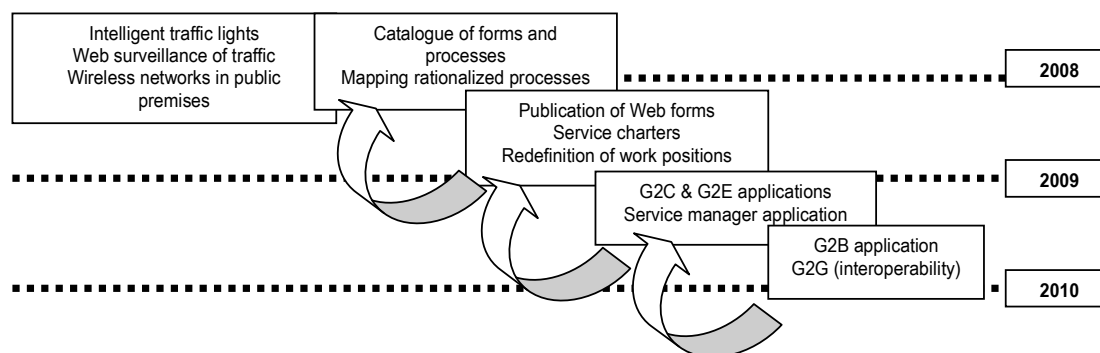 Intelligent traffic lights
Web surveillance of traffic
Wireless networks in public
premises
Catalogue of forms and
processes
Mapping rationalized processes
2008
Publication of Web forms
Service charters
Redefinition of work positions
2009
G2C & G2E applications
Service manager application
G2B application
G2G (interoperability)
2010